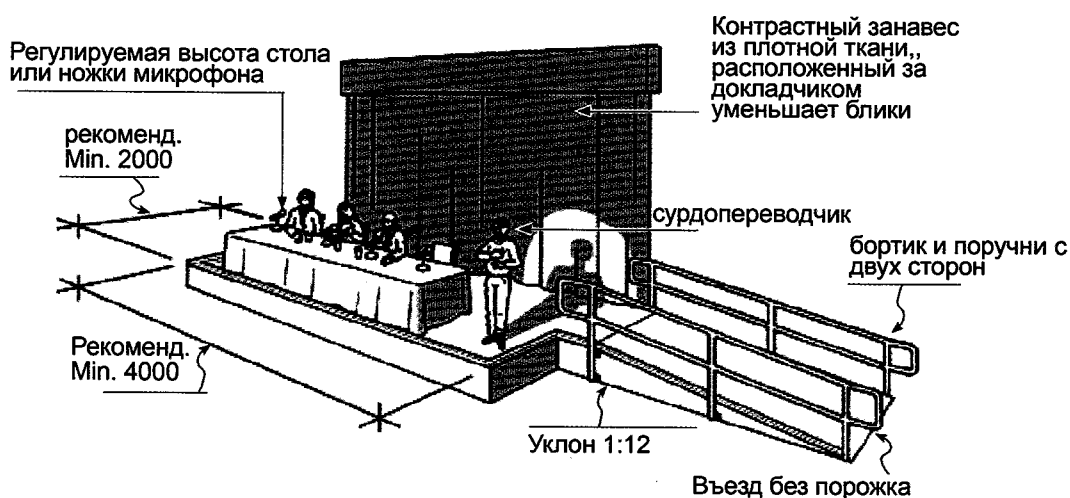 Контрастный занавес
из плотной ткани,,
расположенный за
докладчиком
уменьшает блики
Регулируемая высота стола
или ножки микрофона
рекоменд.
Min. 2000
сурдопереводчик
бортик и поручни с
двух сторон
Рекоменд.
Min. 4000
Уклон 1:12
Въезд без порожка